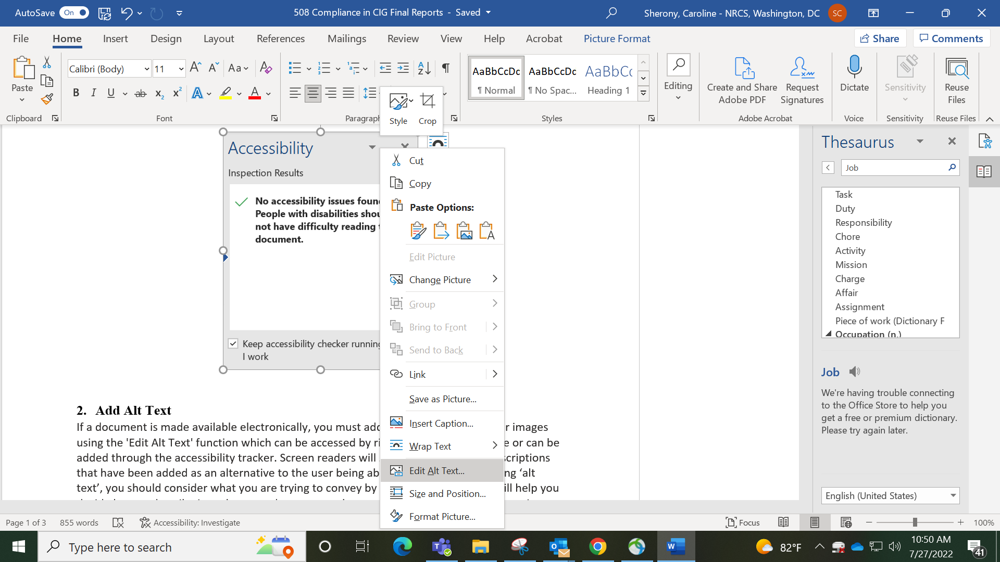 AutoSave On
508 Compliance in CIG Final Reports - Saved
Sherony, Caroline - NRCS, Washington, DC SC
File Home Insert Design Layout References Mailings Review View Help Acrobat Picture Format
Share Comments
Paste
Clipboard
Calibri (Body) 11
Aa
B I U ab x2 x2 A A
Font
Paragraph
AaBbCcDc AaBbCcDc AaBbCc
¶ Normal ¶ No Spac... Heading 1
Styles
Editing
Create and Share
Adobe PDF
Request
Signatures
Adobe Acrobat
Dictate
Voice
Sensitivity
Sensitivity
Reuse
Files
Reuse Files
Style Crop
Accessibility
Inspection Results
No accessibility issues foun
People with disabilities shou
not have difficulty reading t
document.
Keep accessibility checker running
I work
Cut
Copy
Paste Options:
Edit Picture
Change Picture
Group
Bring to Front
Send to Back
Link
Save as Picture...
Insert Caption...
Wrap Text
Edit Alt Text...
Size and Position...
Format Picture...
2. Add Alt Text
If a document is made available electronically, you must add r images
using the 'Edit Alt Text' function which can be accessed by ri e or can be
added through the accessibility tracker. Screen readers will scriptions
that have been added as an alternative to the user being ab ng ‘alt
text’, you should consider what you are trying to convey by ill help you
Thesaurus
Job
Task
Duty
Responsibility
Chore
Activity
Mission
Charge
Affair
Assignment
Piece of work (Dictionary F
Occupation (n.)
Job
We're having trouble connecting
to the Office Store to help you
get a free or premium dictionary.
Please try again later.
English (United States)
Page 1 of 3 855 words Accessibility: Investigate
Focus 100%
Type here to search
82°F
10:50 AM
7/27/2022
41